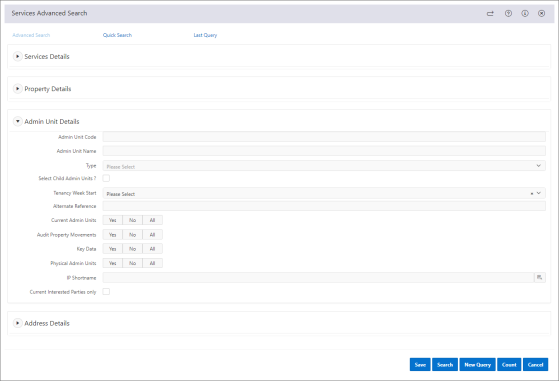 Services Advanced Search
Advanced Search Quick Search Last Query
Services Details
Property Details
Admin Unit Details
Admin Unit Code
Admin Unit Name
Type Please Select
Select Child Admin Units ?
Tenancy Week Start Please Select
Alternate Reference
Current Admin Units Yes No All
Audit Property Movements Yes No All
Key Data Yes No All
Physical Admin Units Yes No All
IP Shortname
Current Interested Parties only
Address Details
Save Search New Query Count Cancel